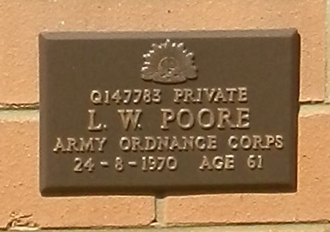 Q147783 PRIVATE
L. W. POORE
ARMY ORDNANCE CORPS
24-8-1970 AGE 61